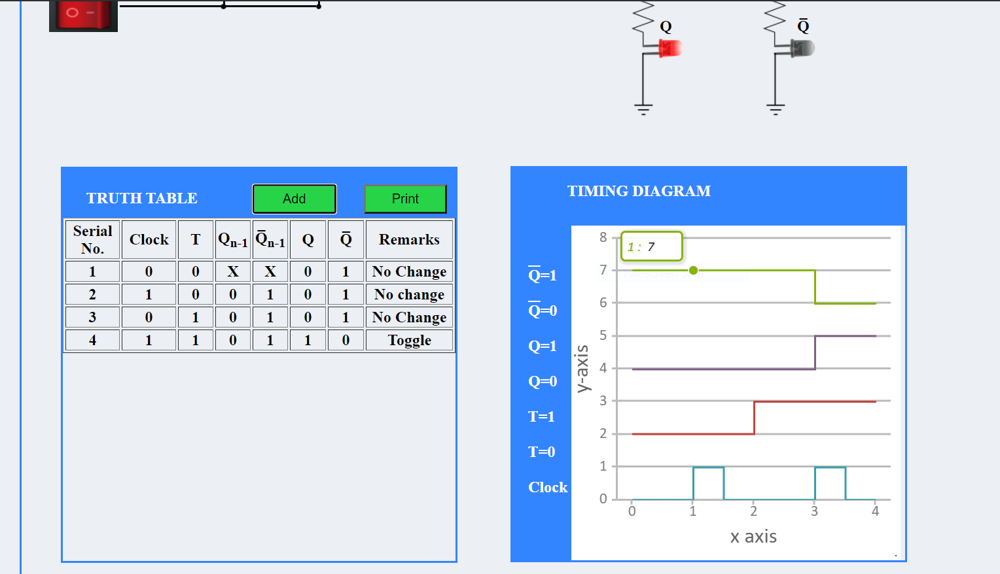 Q
Q̅
TRUTH TABLE
Add
Print
Serial No.
Clock
T
Qn-1
Q̅n-1
Q
Q̅
Remarks
1 0 0 X X 0 1 No Change
2 1 0 0 1 0 1 No change
3 0 1 0 1 0 1 No Change
4 1 1 0 1 1 0 Toggle
TIMING DIAGRAM
Q̅=1
Q̅=0
Q=1
Q=0
T=1
T=0
Clock
1 : 7
8
7
6
5
4
3
2
1
0
y-axis
0 1 2 3 4
x axis